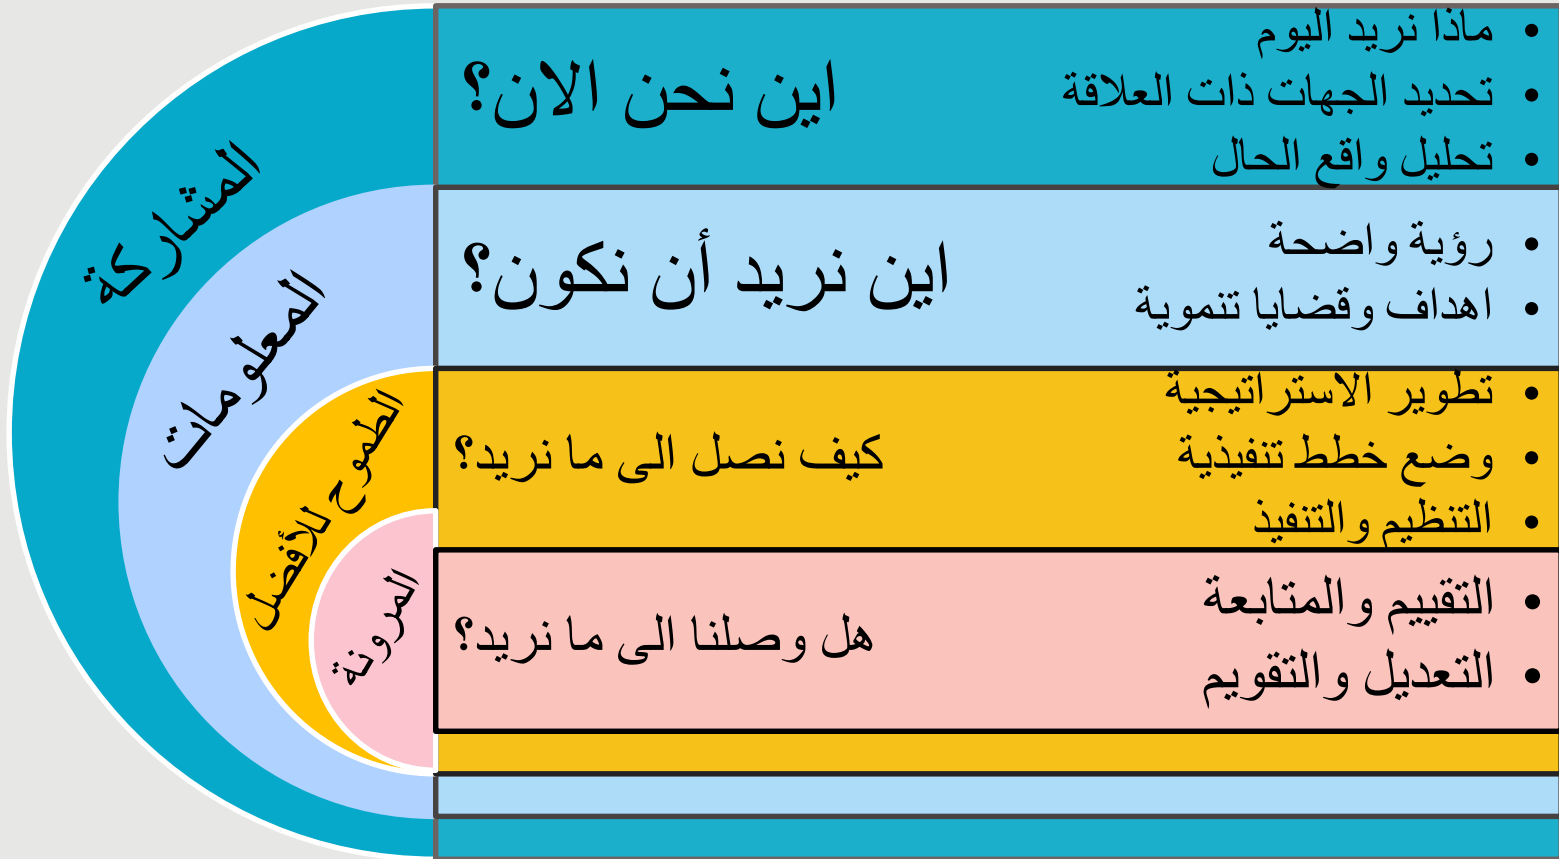 المشاركة
اين نحن الان؟
• ماذا نريد اليوم
• تحديد الجهات ذات العلاقة
• تحليل واقع الحال
المعلومات
اين نريد أن نكون؟
• رؤية واضحة
• اهداف وقضايا تنموية
الطموح للأفضل
كيف نصل الى ما نريد؟
• تطوير الاستراتيجية
• وضع خطط تنفيذية
• التنظيم والتنفيذ
المرونة
هل وصلنا الى ما نريد؟
• التقييم والمتابعة
• التعديل والتقويم